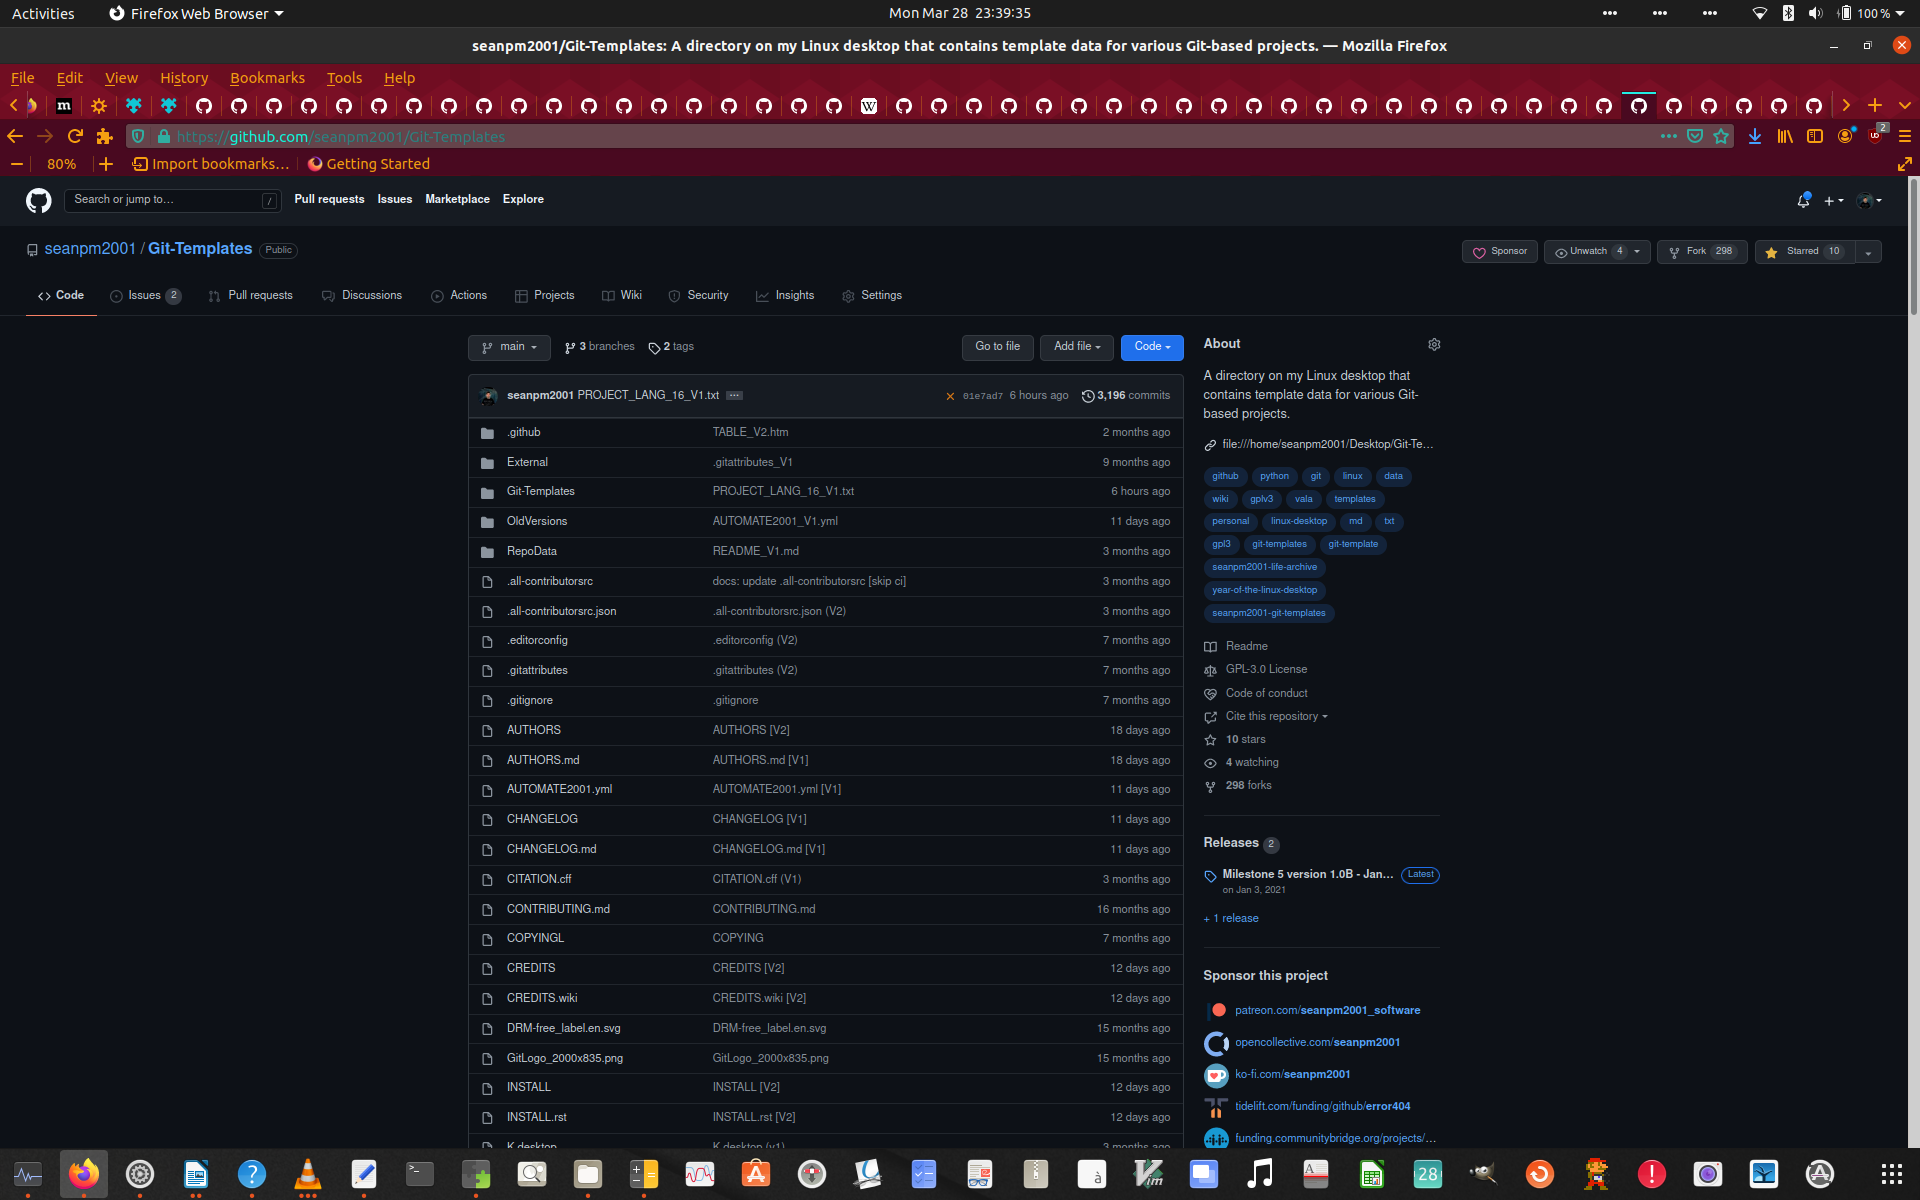 Activities
Firefox Web Browser
Mon Mar 28 23:39:35
100 %
seanpm2001/Git-Templates: A directory on my Linux desktop that contains template data for various Git-based projects. — Mozilla Firefox
File Edit View History Bookmarks Tools Help
https://github.com/seanpm2001/Git-Templates
2
80%
Import bookmarks...
Getting Started
Search or jump to...
/
Pull requests Issues Marketplace Explore
seanpm2001 / Git-Templates Public
Sponsor
Unwatch 4
Fork 298
Starred 10
Code
Issues 2
Pull requests
Discussions
Actions
Projects
Wiki
Security
Insights
Settings
main
3 branches
2 tags
Go to file
Add file
Code
seanpm2001 PROJECT_LANG_16_V1.txt ... 01e7ad7 6 hours ago 3,196 commits
.github TABLE_V2.htm 2 months ago
External .gitattributes_V1 9 months ago
Git-Templates PROJECT_LANG_16_V1.txt 6 hours ago
OldVersions AUTOMATE2001_V1.yml 11 days ago
RepoData README_V1.md 3 months ago
.all-contributorsrc docs: update .all-contributorsrc [skip ci] 3 months ago
.all-contributorsrc.json .all-contributorsrc.json (V2) 3 months ago
.editorconfig .editorconfig (V2) 7 months ago
.gitattributes .gitattributes (V2) 7 months ago
.gitignore .gitignore 7 months ago
AUTHORS AUTHORS [V2] 18 days ago
AUTHORS.md AUTHORS.md [V1] 18 days ago
AUTOMATE2001.yml AUTOMATE2001.yml [V1] 11 days ago
CHANGELOG CHANGELOG [V1] 11 days ago
CHANGELOG.md CHANGELOG.md [V1] 11 days ago
CITATION.cff CITATION.cff (V1) 3 months ago
CONTRIBUTING.md CONTRIBUTING.md 16 months ago
COPYINGL COPYING 7 months ago
CREDITS CREDITS [V2] 12 days ago
CREDITS.wiki CREDITS.wiki [V2] 12 days ago
DRM-free_label.en.svg DRM-free_label.en.svg 15 months ago
GitLogo_2000x835.png GitLogo_2000x835.png 15 months ago
INSTALL INSTALL [V2] 12 days ago
INSTALL.rst INSTALL.rst [V2] 12 days ago
K.desktop K.desktop (v1) 3 months ago
About
A directory on my Linux desktop that
contains template data for various Git-
based projects.
file:///home/seanpm2001/Desktop/Git-Te...
github python git linux data
wiki gplv3 vala templates
personal linux-desktop md txt
gpl3 git-templates git-template
seanpm2001-life-archive
year-of-the-linux-desktop
seanpm2001-git-templates
Readme
GPL-3.0 License
Code of conduct
Cite this repository
10 stars
4 watching
298 forks
Releases 2
Milestone 5 version 1.0B - Jan... Latest
on Jan 3, 2021
+ 1 release
Sponsor this project
patreon.com/seanpm2001_software
opencollective.com/seanpm2001
ko-fi.com/seanpm2001
tidelift.com/funding/github/error404
funding.communitybridge.org/projects/...
28